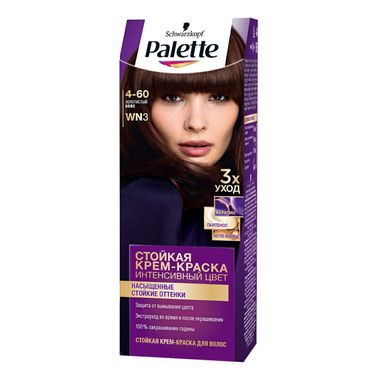 Schwarzkopf
Palette
4-60
ЗОЛОТИСТЫЙ
КОФЕ
WN3
3x
УХОД
КЕРАТИН
ПАНТЕНОЛ
СТОЙКАЯ
КРЕМ-КРАСКА
ИНТЕНСИВНЫЙ ЦВЕТ
НАСЫЩЕННЫЕ
СТОЙКИЕ ОТТЕНКИ
Защита от вымывания цвета
Экстрауход во время и после окрашивания
100% закрашивание седины
СТОЙКАЯ КРЕМ-КРАСКА ДЛЯ ВОЛОС